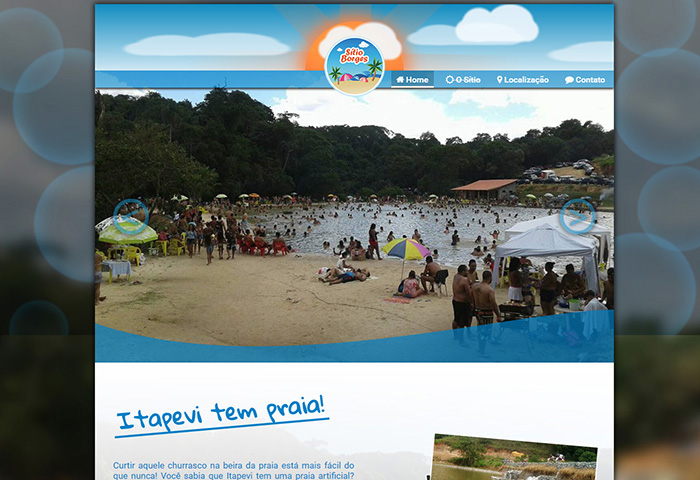 Sítio
Borges
Home O Sítio Localização Contato
Itapevi tem praia!
Curtir aquele churrasco na beira da praia está mais fácil do
que nunca! Você sabia que Itapevi tem uma praia artificial?